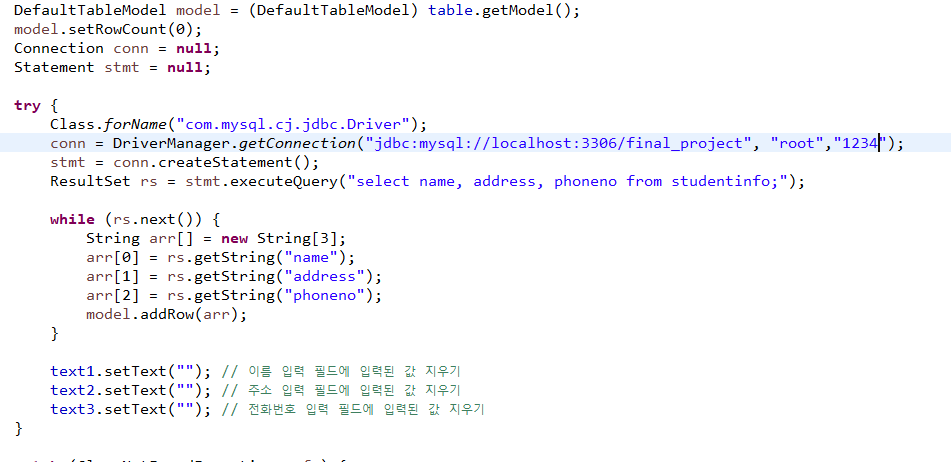 DefaultTableModel model = (DefaultTableModel) table.getModel();
model.setRowCount(0);
Connection conn = null;
Statement stmt = null;
try {
Class.forName("com.mysql.cj.jdbc.Driver");
conn = DriverManager.getConnection("jdbc:mysql://localhost:3306/final_project", "root","1234");
stmt = conn.createStatement();
ResultSet rs = stmt.executeQuery("select name, address, phoneno from studentinfo;");
while (rs.next()) {
String arr[] = new String[3];
arr[0] = rs.getString("name");
arr[1] = rs.getString("address");
arr[2] = rs.getString("phoneno");
model.addRow(arr);
}
text1.setText(""); // 이름 입력 필드에 입력된 값 지우기
text2.setText(""); // 주소 입력 필드에 입력된 값 지우기
text3.setText(""); // 전화번호 입력 필드에 입력된 값 지우기
}